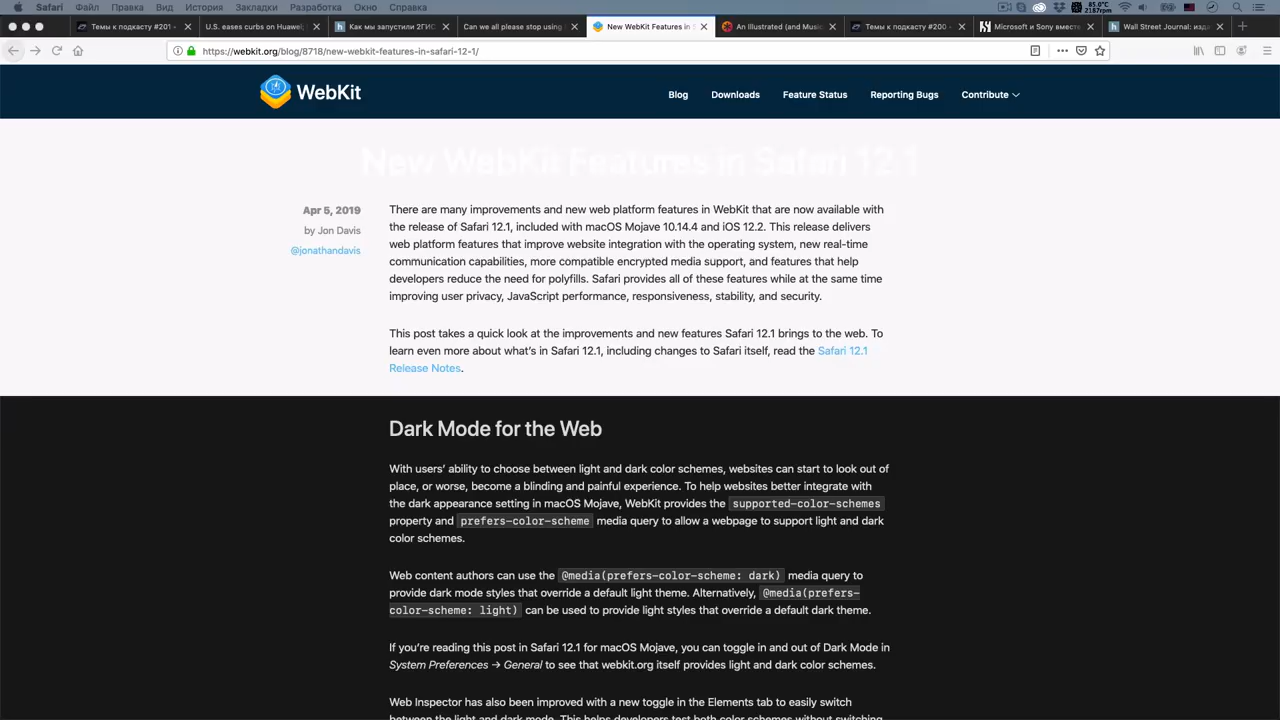 Safari Файл Правка Вид История Закладки Разработка Окно Справка
85.0°C
2187rpm
Темы к подкасту #201
U.S. eases curbs on Huawei;
Как мы запустили 2ГИС
Can we all please stop using
New WebKit Features in S
An Illustrated (and Music
Темы к подкасту #200
Microsoft и Sony вместе
Wall Street Journal: изда
https://webkit.org/blog/8718/new-webkit-features-in-safari-12-1/
WebKit
Blog Downloads Feature Status Reporting Bugs Contribute
New WebKit Features in Safari 12.1
Apr 5, 2019
by Jon Davis
@jonathandavis
There are many improvements and new web platform features in WebKit that are now available with
the release of Safari 12.1, included with macOS Mojave 10.14.4 and iOS 12.2. This release delivers
web platform features that improve website integration with the operating system, new real-time
communication capabilities, more compatible encrypted media support, and features that help
developers reduce the need for polyfills. Safari provides all of these features while at the same time
improving user privacy, JavaScript performance, responsiveness, stability, and security.
This post takes a quick look at the improvements and new features Safari 12.1 brings to the web. To
learn even more about what's in Safari 12.1, including changes to Safari itself, read the Safari 12.1
Release Notes.
Dark Mode for the Web
With users' ability to choose between light and dark color schemes, websites can start to look out of
place, or worse, become a blinding and painful experience. To help websites better integrate with
the dark appearance setting in macOS Mojave, WebKit provides the supported-color-schemes
property and prefers-color-scheme media query to allow a webpage to support light and dark
color schemes.
Web content authors can use the @media(prefers-color-scheme: dark) media query to
provide dark mode styles that override a default light theme. Alternatively, @media(prefers-
color-scheme: light) can be used to provide light styles that override a default dark theme.
If you're reading this post in Safari 12.1 for macOS Mojave, you can toggle in and out of Dark Mode in
System Preferences → General to see that webkit.org itself provides light and dark color schemes.
Web Inspector has also been improved with a new toggle in the Elements tab to easily switch
between the light and dark mode. This helps developers test both color schemes without switching